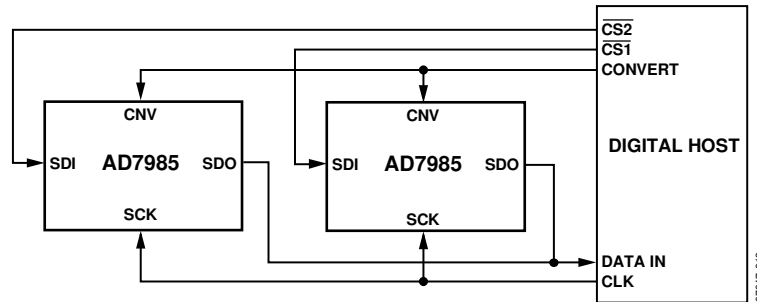 CS2
CS1
CONVERT
CNV
CNV
DIGITAL HOST
SDI AD7985 SDO
SDI AD7985 SDO
SCK
SCK
DATA IN
CLK